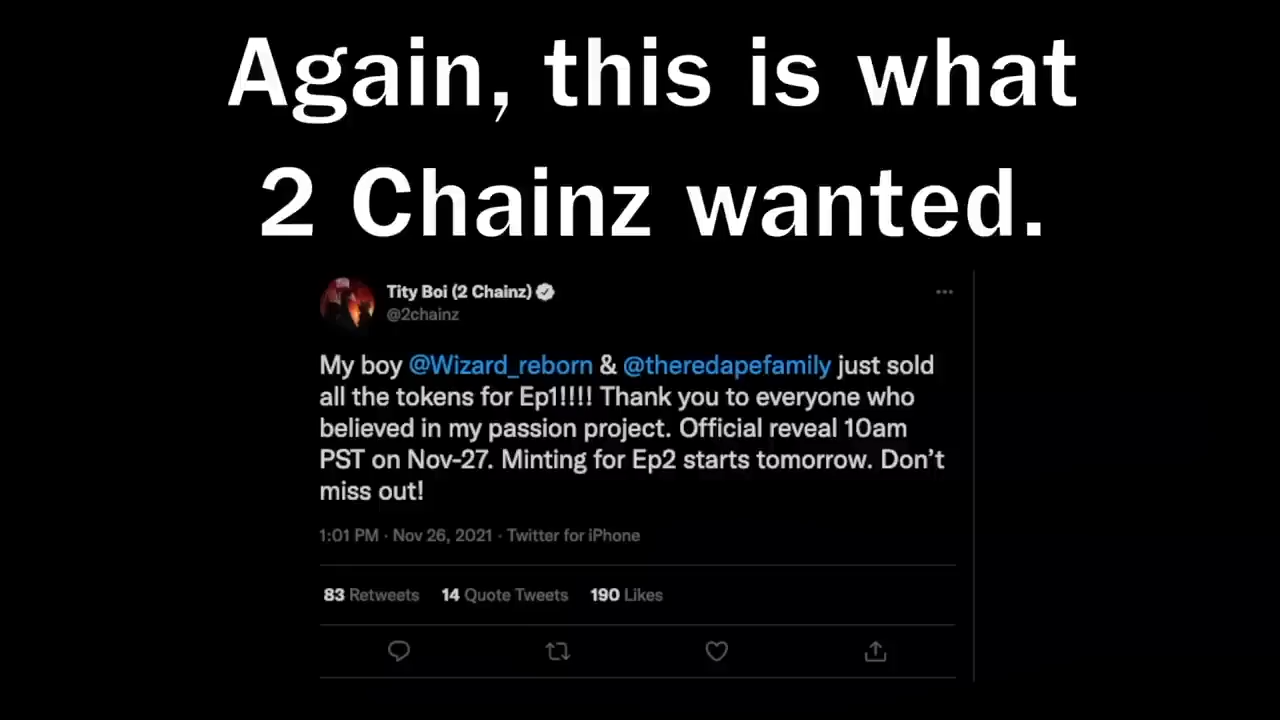 Again, this is what
2 Chainz wanted.
Tity Boi (2 Chainz)
@2chainz
My boy @Wizard_reborn & @theredapefamily just sold
all the tokens for Ep1!!!! Thank you to everyone who
believed in my passion project. Official reveal 10am
PST on Nov-27. Minting for Ep2 starts tomorrow. Don’t
miss out!
1:01 PM · Nov 26, 2021 · Twitter for iPhone
83 Retweets 14 Quote Tweets 190 Likes